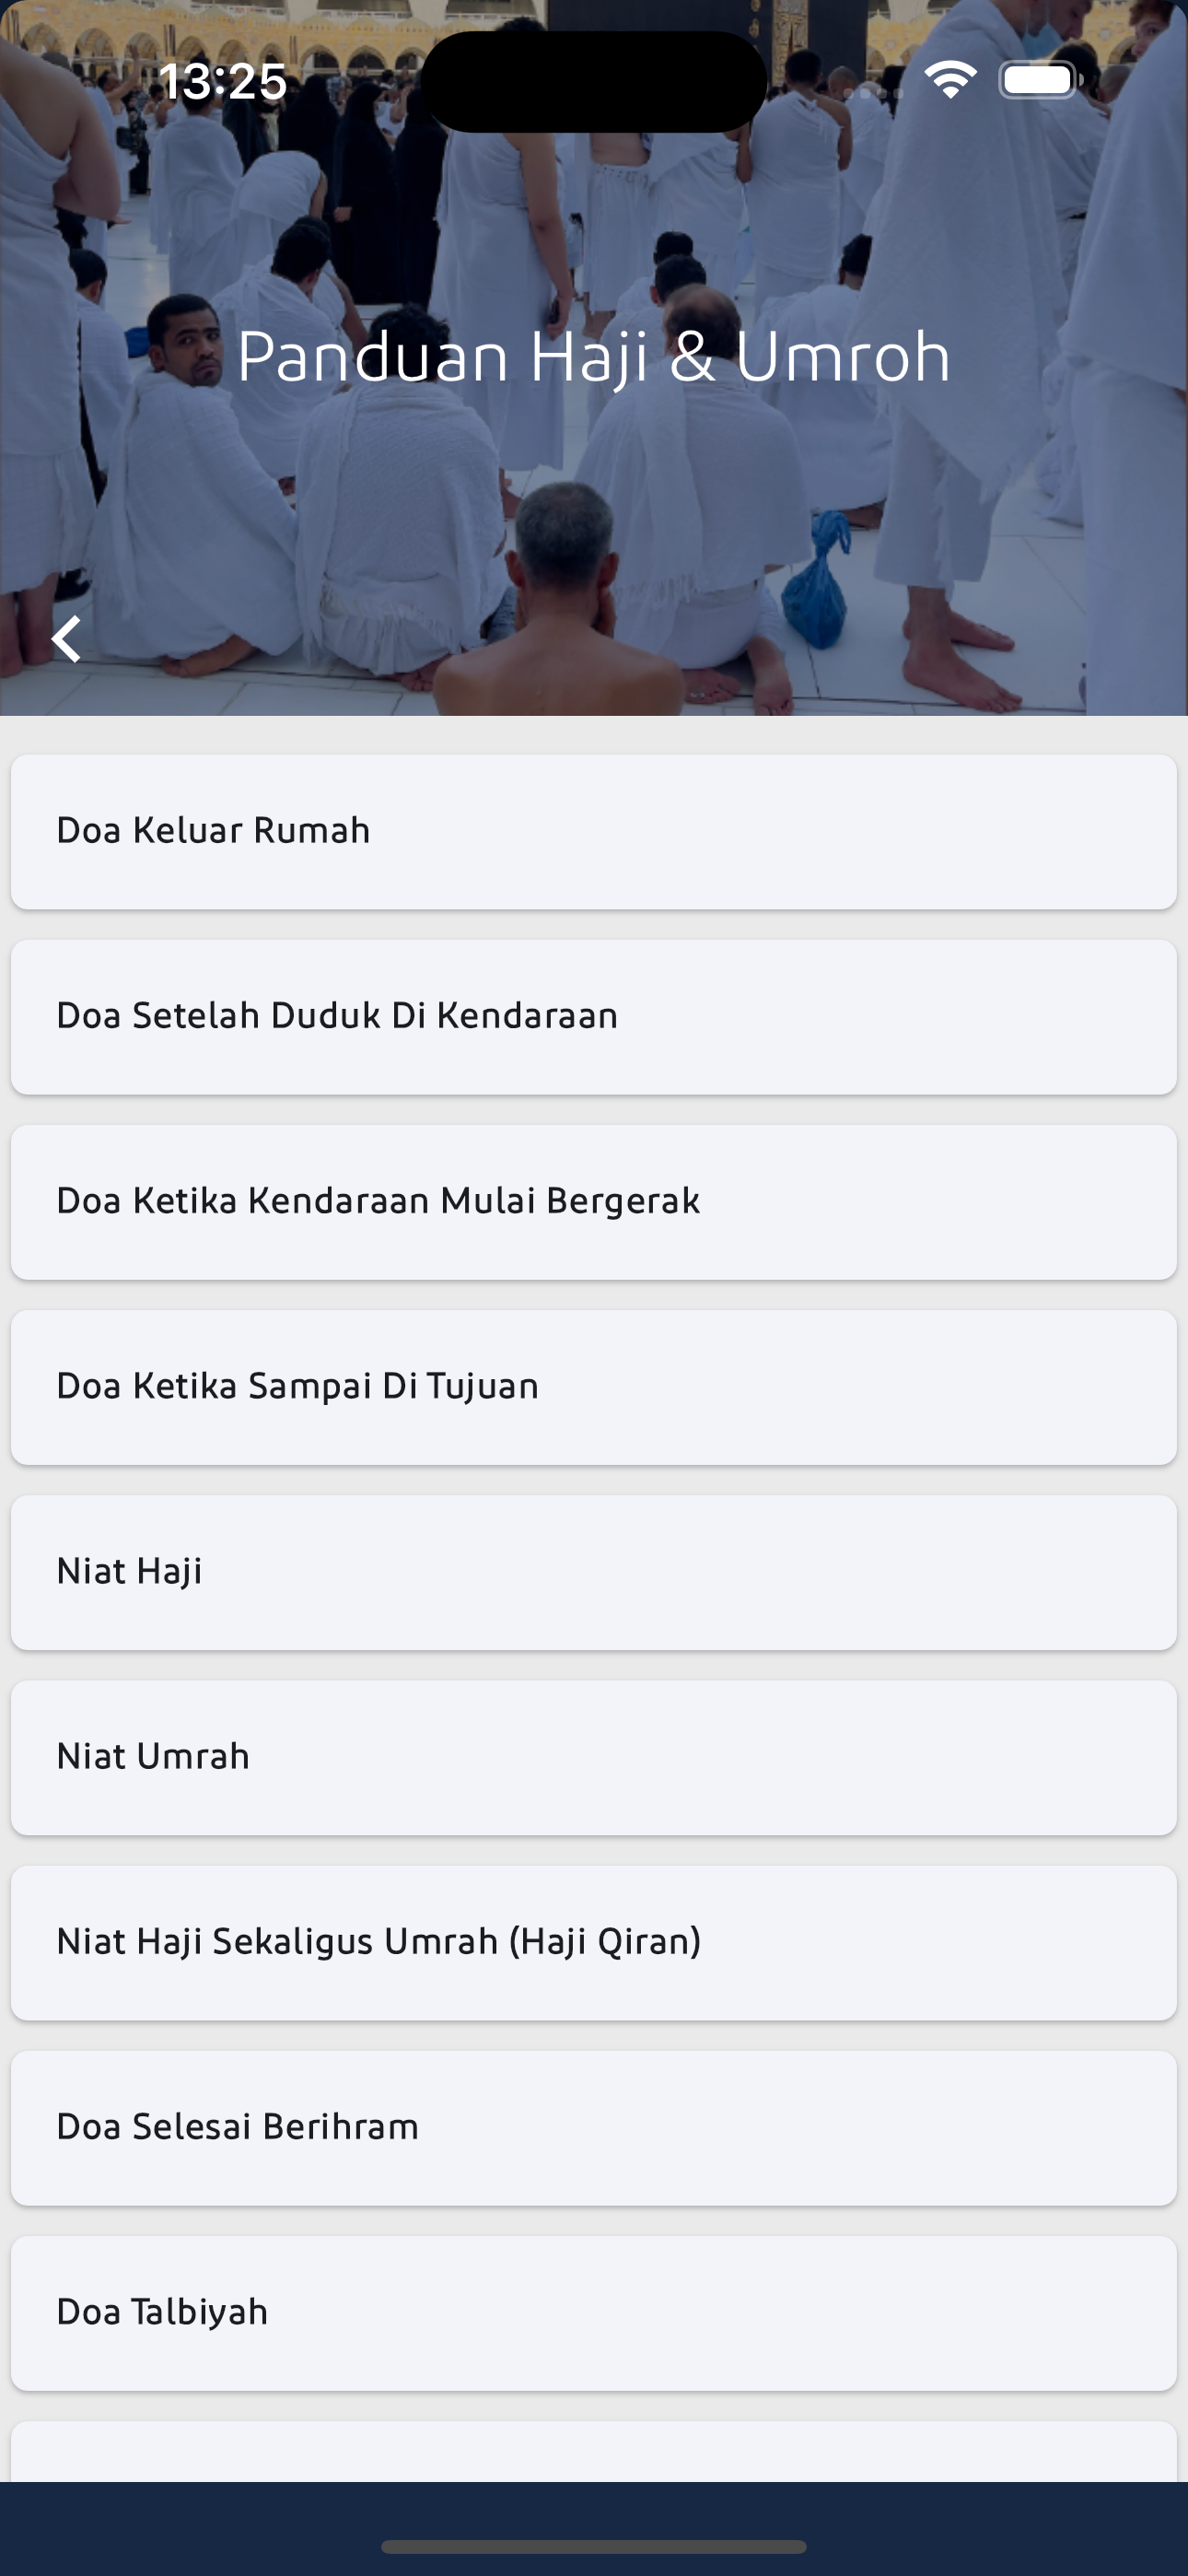 13:25
Panduan Haji & Umroh
Doa Keluar Rumah
Doa Setelah Duduk Di Kendaraan
Doa Ketika Kendaraan Mulai Bergerak
Doa Ketika Sampai Di Tujuan
Niat Haji
Niat Umrah
Niat Haji Sekaligus Umrah (Haji Qiran)
Doa Selesai Berihram
Doa Talbiyah